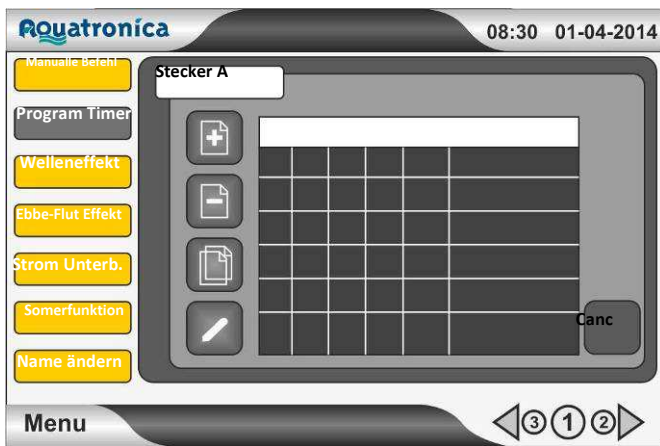 Aquatronica
08:30 01-04-2014
Manualle Befehl
Program Timer
Welleneffekt
Ebbe-Flut Effekt
Strom Unterb.
Somerfunktion
Name ändern
Stecker A
Canc
Menu
3 1 2